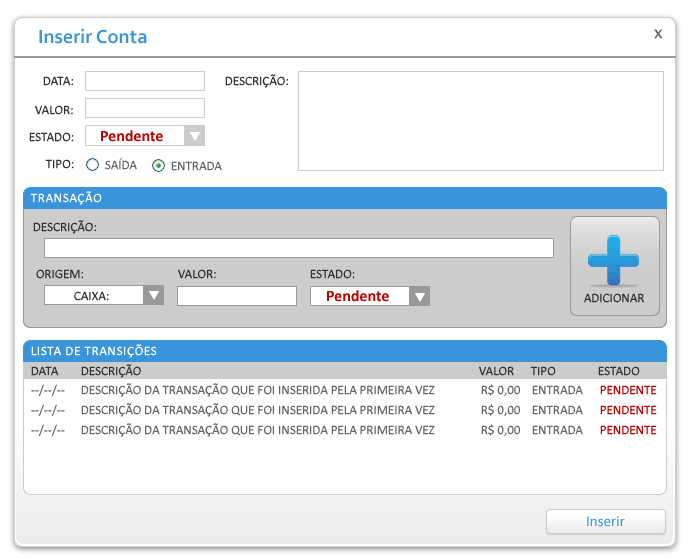 Inserir Conta
X
DATA:
DESCRIÇÃO:
VALOR:
ESTADO: Pendente
TIPO: SAÍDA ENTRADA
TRANSAÇÃO
DESCRIÇÃO:
ORIGEM: VALOR: ESTADO:
CAIXA: Pendente
ADICIONAR
LISTA DE TRANSIÇÕES
DATA DESCRIÇÃO VALOR TIPO ESTADO
--/--/-- DESCRIÇÃO DA TRANSAÇÃO QUE FOI INSERIDA PELA PRIMEIRA VEZ R$ 0,00 ENTRADA PENDENTE
--/--/-- DESCRIÇÃO DA TRANSAÇÃO QUE FOI INSERIDA PELA PRIMEIRA VEZ R$ 0,00 ENTRADA PENDENTE
--/--/-- DESCRIÇÃO DA TRANSAÇÃO QUE FOI INSERIDA PELA PRIMEIRA VEZ R$ 0,00 ENTRADA PENDENTE
Inserir